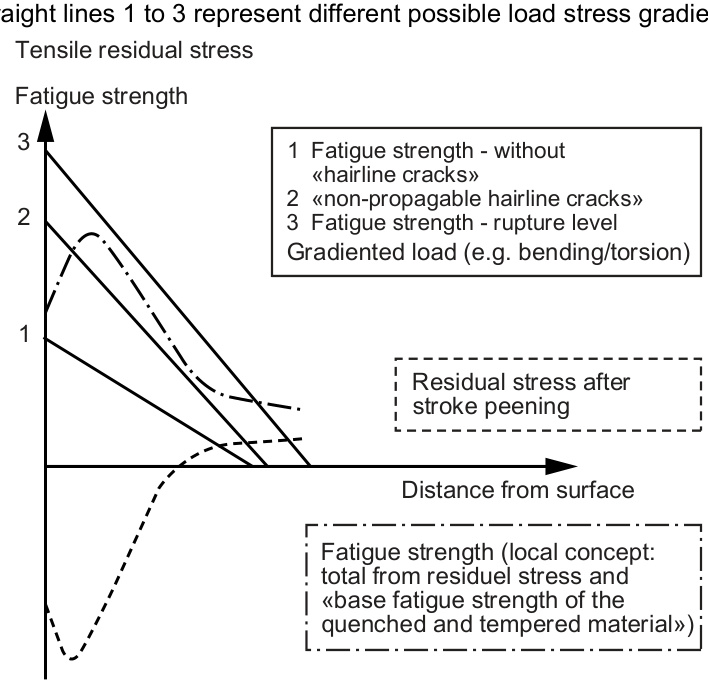 raight lines 1 to 3 represent different possible load stress gradie
Tensile residual stress
Fatigue strength
3
2
1
1 Fatigue strength - without
«hairline cracks»
2 «non-propagable hairline cracks»
3 Fatigue strength - rupture level
Gradiented load (e.g. bending/torsion)
Residual stress after
stroke peening
Distance from surface
Fatigue strength (local concept:
total from residuel stress and
«base fatigue strength of the
quenched and tempered material»)